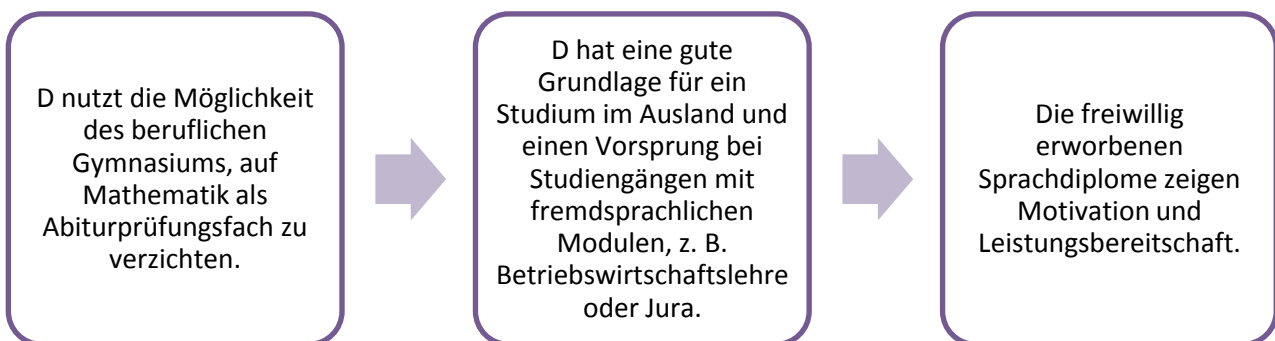 D nutzt die Möglichkeit
des beruflichen
Gymnasiums, auf
Mathematik als
Abiturprüfungsfach zu
verzichten.
D hat eine gute
Grundlage für ein
Studium im Ausland und
einen Vorsprung bei
Studiengängen mit
fremdsprachlichen
Modulen, z. B.
Betriebswirtschaftslehre
oder Jura.
Die freiwillig
erworbenen
Sprachdiplome zeigen
Motivation und
Leistungsbereitschaft.